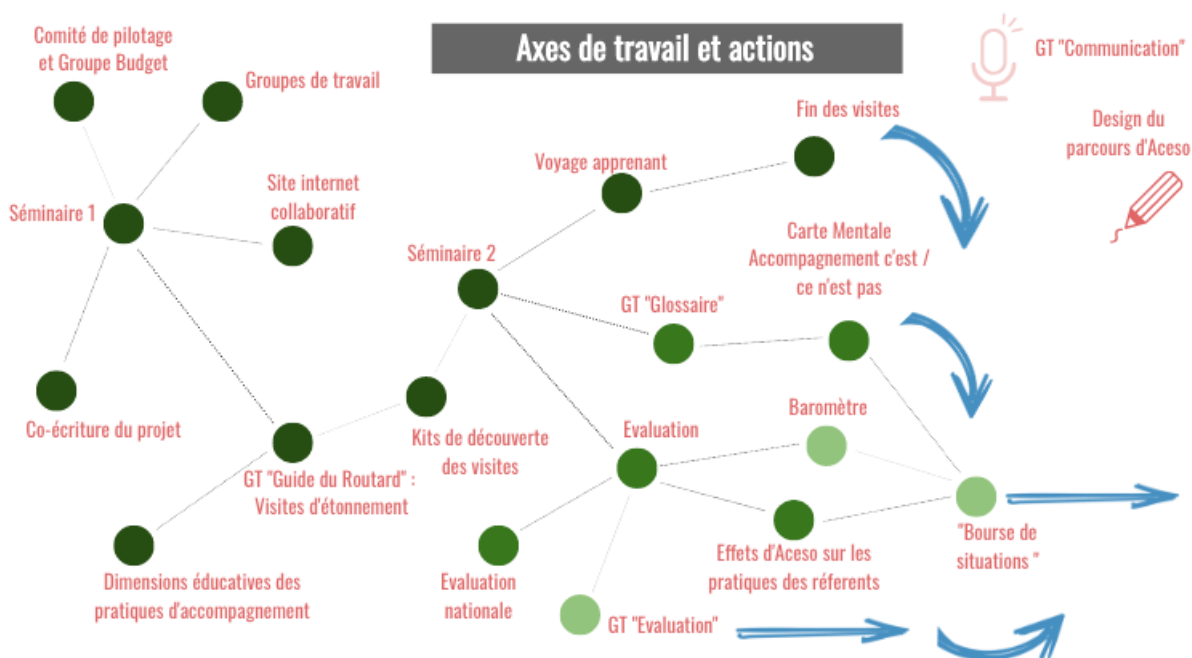 Axes de travail et actions
Comité de pilotage
et Groupe Budget
Groupes de travail
Séminaire 1
Site internet
collaboratif
Co-écriture du projet
GT "Guide du Routard" :
Visites d'étonnement
Dimensions éducatives des
pratiques d'accompagnement
Kits de découverte
des visites
Séminaire 2
Voyage apprenant
Fin des visites
GT "Glossaire"
Carte Mentale
Accompagnement c'est /
ce n'est pas
Evaluation
Baromètre
Evaluation
nationale
GT "Evaluation"
Effets d'Aceso sur les
pratiques des réferents
"Bourse de
situations "
GT "Communication"
Design du
parcours d'Aceso